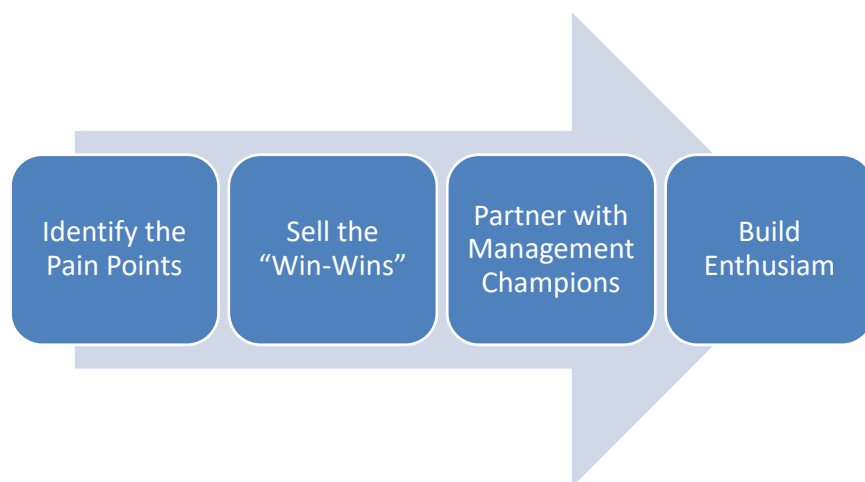 Identify the
Pain Points
Sell the
“Win-Wins”
Partner with
Management
Champions
Build
Enthusiam